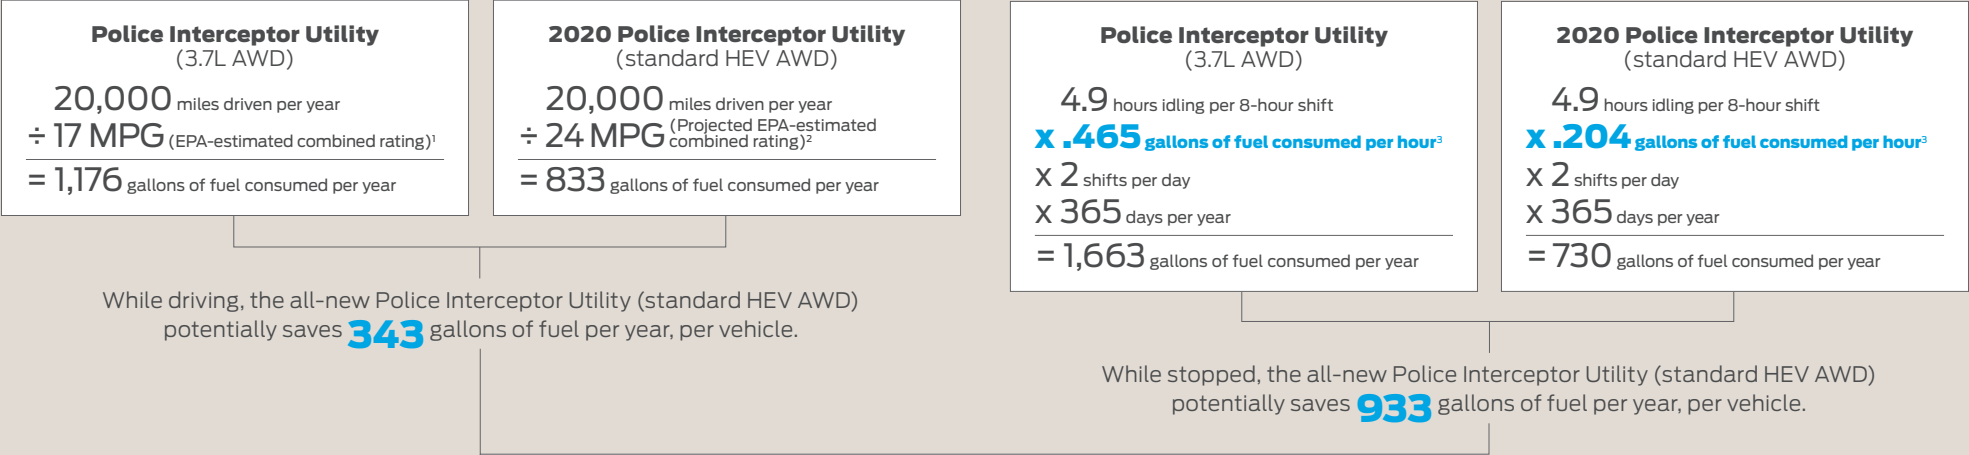 Police Interceptor Utility
(3.7L AWD)
20,000 miles driven per year
÷ 17 MPG (EPA-estimated combined rating)¹
= 1,176 gallons of fuel consumed per year
2020 Police Interceptor Utility
(standard HEV AWD)
20,000 miles driven per year
÷ 24 MPG (Projected EPA-estimated
combined rating)²
= 833 gallons of fuel consumed per year
While driving, the all-new Police Interceptor Utility (standard HEV AWD)
potentially saves 343 gallons of fuel per year, per vehicle.
Police Interceptor Utility
(3.7L AWD)
4.9 hours idling per 8-hour shift
x .465 gallons of fuel consumed per hour³
x 2 shifts per day
x 365 days per year
= 1,663 gallons of fuel consumed per year
2020 Police Interceptor Utility
(standard HEV AWD)
4.9 hours idling per 8-hour shift
x .204 gallons of fuel consumed per hour³
x 2 shifts per day
x 365 days per year
= 730 gallons of fuel consumed per year
While stopped, the all-new Police Interceptor Utility (standard HEV AWD)
potentially saves 933 gallons of fuel per year, per vehicle.